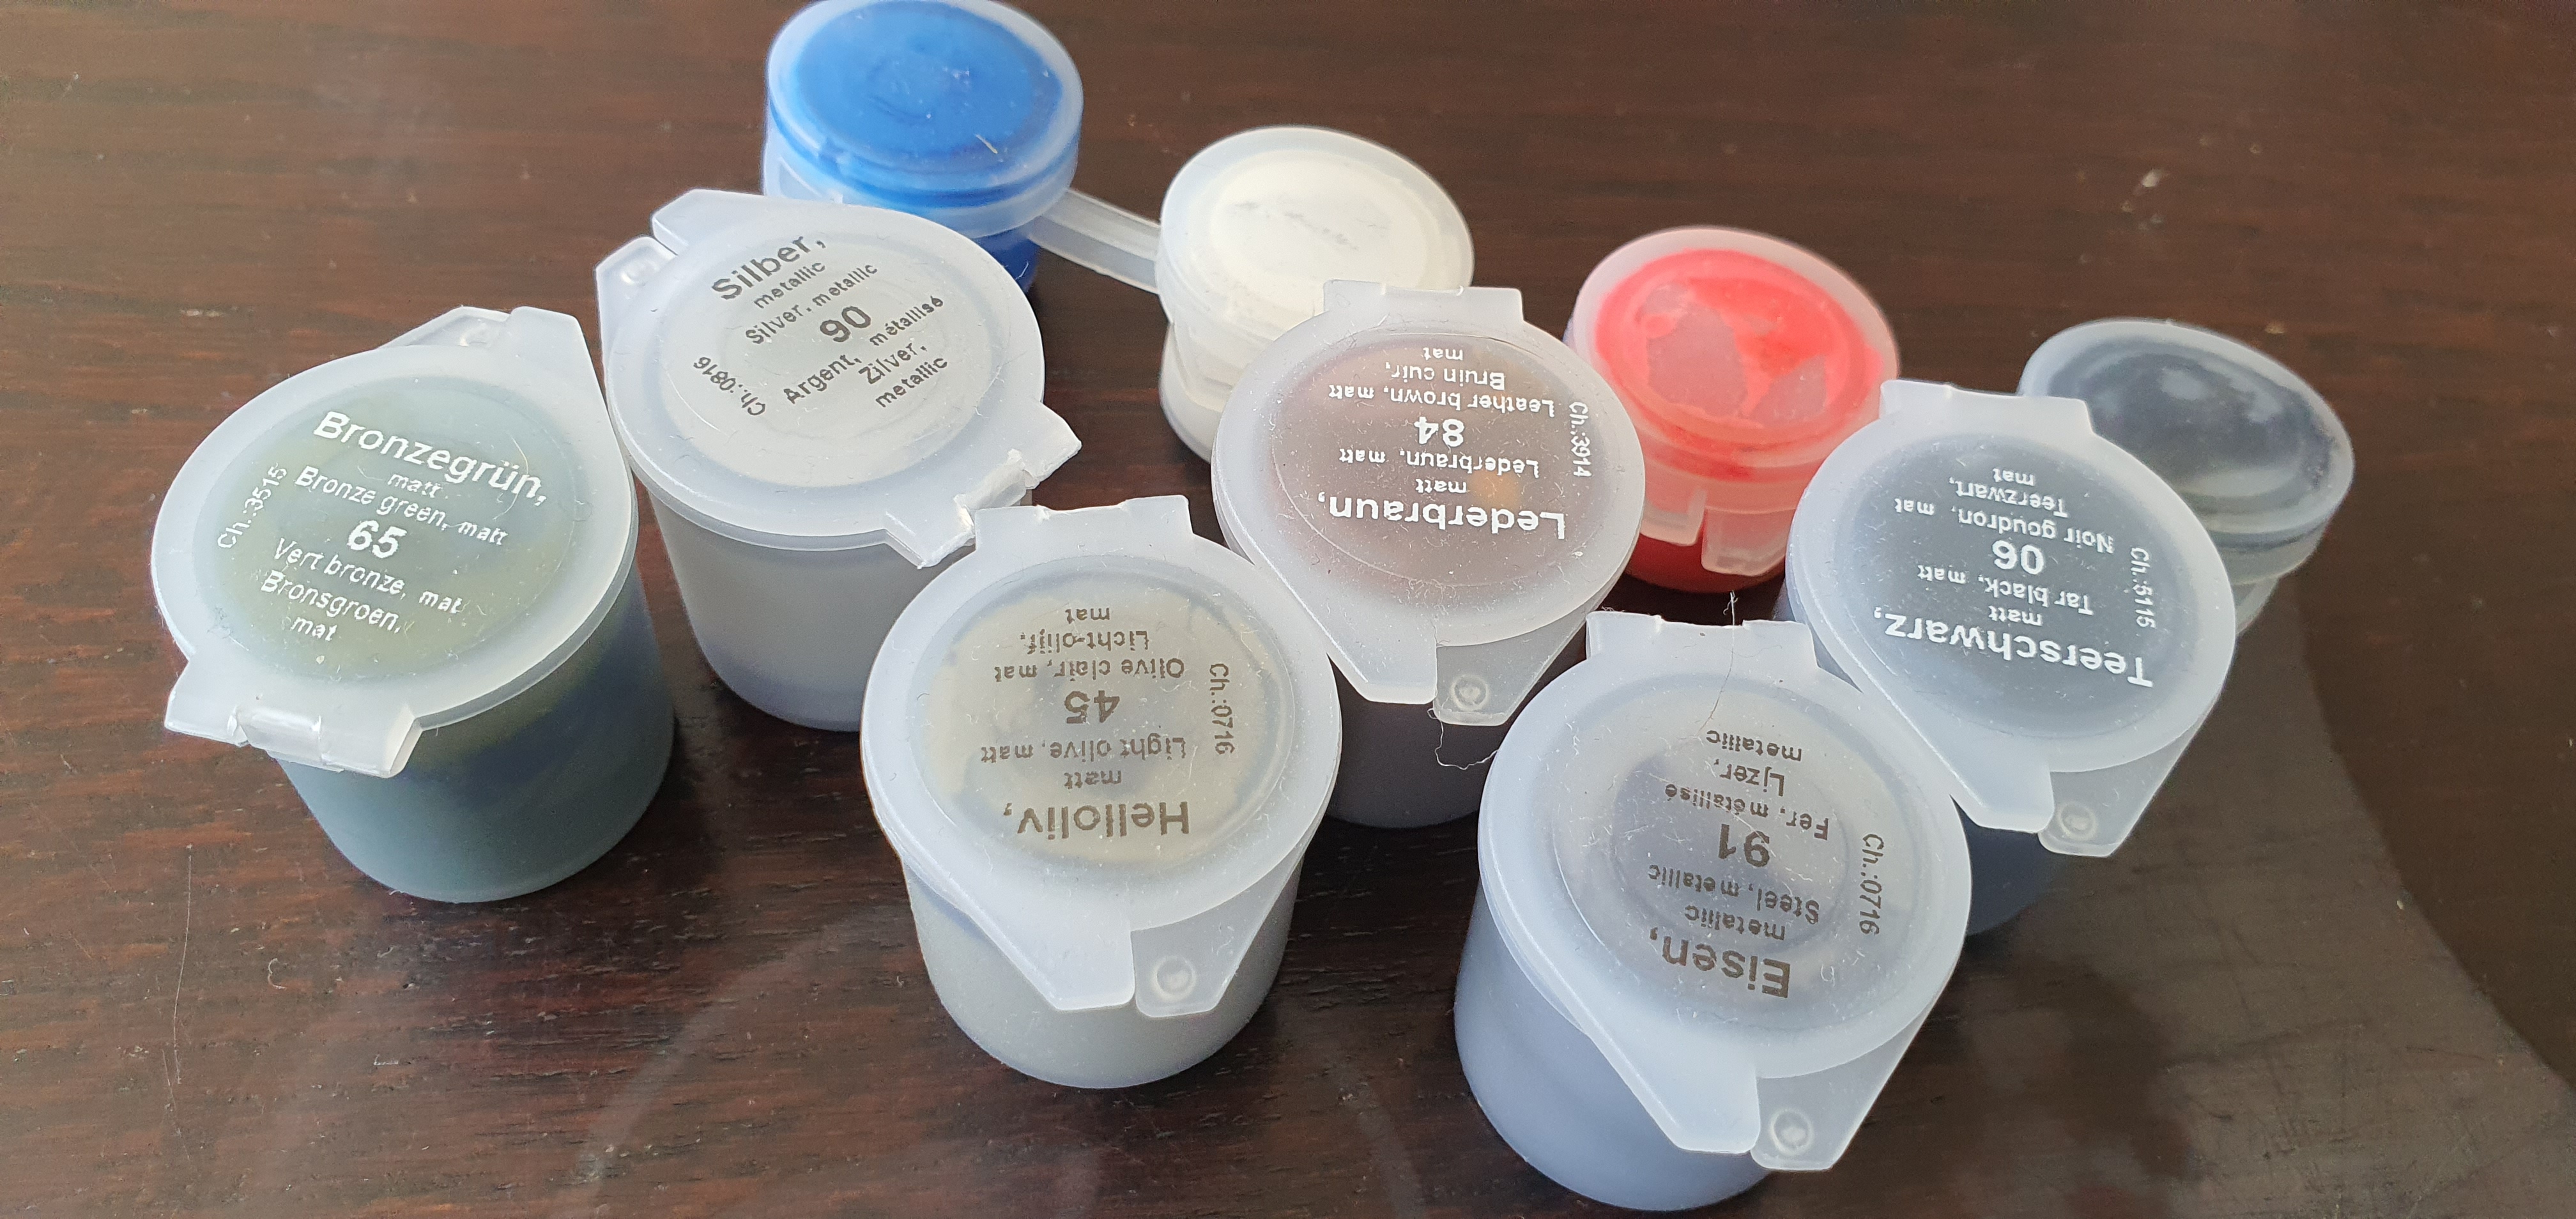 Bronzegrün,
matt
Bronze green, matt
65
Vert bronze, mat
Bronsgroen,
mat
Ch.:3515
Silber,
metallic
Silver, metallic
90
Argent, métallisé
Zilver,
metallic
Ch.:0816
Helloliv,
matt
Light olive, matt
45
Olive clair, mat
Licht-olijf,
mat
Ch.:0716
Lederbraun,
matt
Lederbraun, matt
84
Leather brown, matt
Bruin cuir,
mat
Ch.:3914
Eisen,
metallic
Steel, metallic
91
Fer, métallisé
Ijzer,
metallic
Ch.:0716
Teerschwarz,
matt
Tar black, matt
06
Noir goudron, mat
Teerzwart,
mat
Ch.:5115